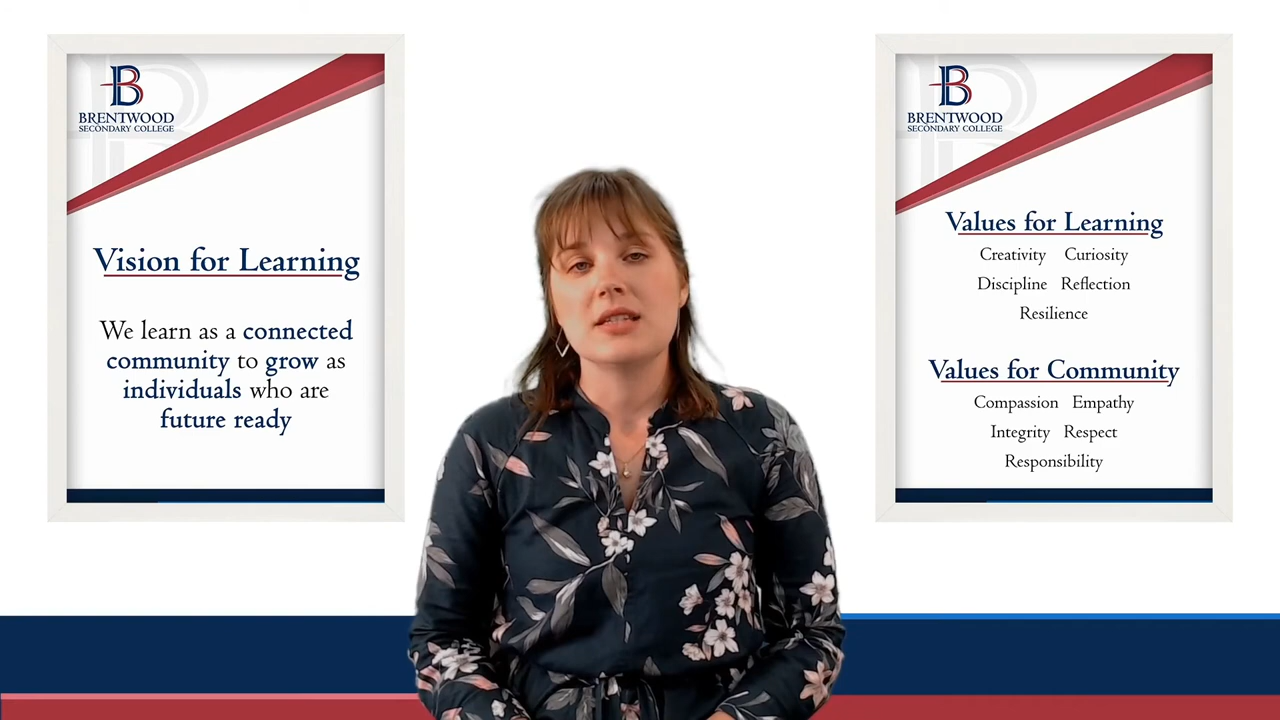 BRENTWOOD
SECONDARY COLLEGE
Vision for Learning
We learn as a connected
community to grow as
individuals who are
future ready
BRENTWOOD
SECONDARY COLLEGE
Values for Learning
Creativity Curiosity
Discipline Reflection
Resilience
Values for Community
Compassion Empathy
Integrity Respect
Responsibility